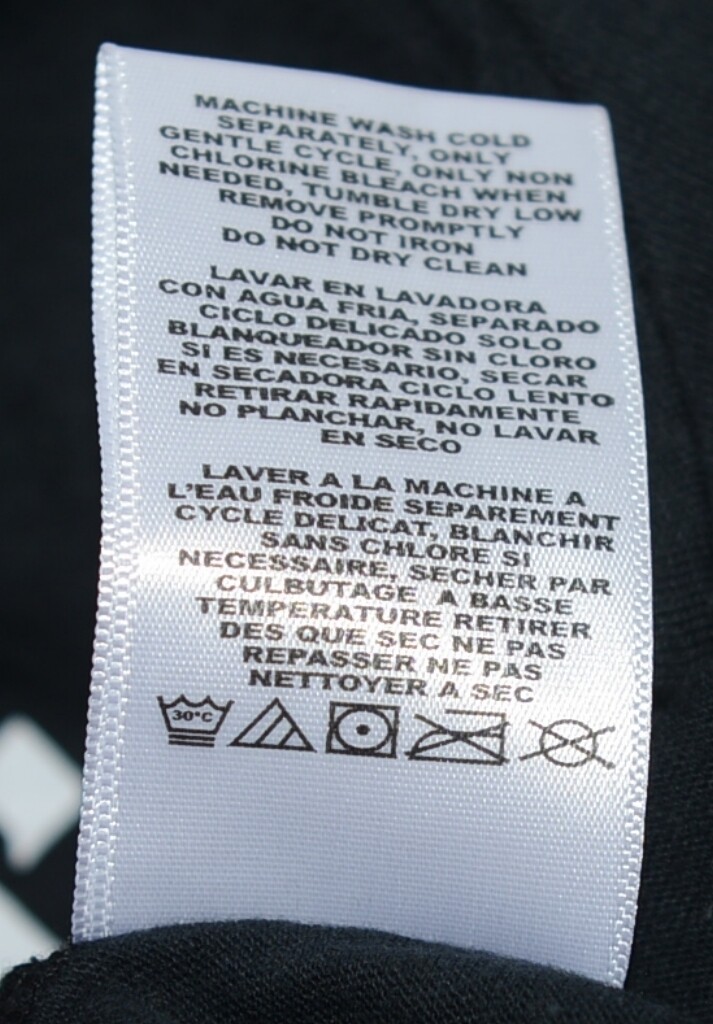 MACHINE WASH COLD
SEPARATELY, ONLY
GENTLE CYCLE, ONLY NON
CHLORINE BLEACH WHEN
NEEDED, TUMBLE DRY LOW
REMOVE PROMPTLY
DO NOT IRON
DO NOT DRY CLEAN
LAVAR EN LAVADORA
CON AGUA FRIA, SEPARADO
CICLO DELICADO SOLO
BLANQUEADOR SIN CLORO
SI ES NECESARIO, SECAR
EN SECADORA CICLO LENTO
RETIRAR RAPIDAMENTE
NO PLANCHAR, NO LAVAR
EN SECO
LAVER A LA MACHINE A
L'EAU FROIDE SEPAREMENT
CYCLE DELICAT, BLANCHIR
SANS CHLORE SI
NECESSAIRE, SECHER PAR
CULBUTAGE A BASSE
TEMPERATURE RETIRER
DES QUE SEC NE PAS
REPASSER NE PAS
NETTOYER A SEC
30°C